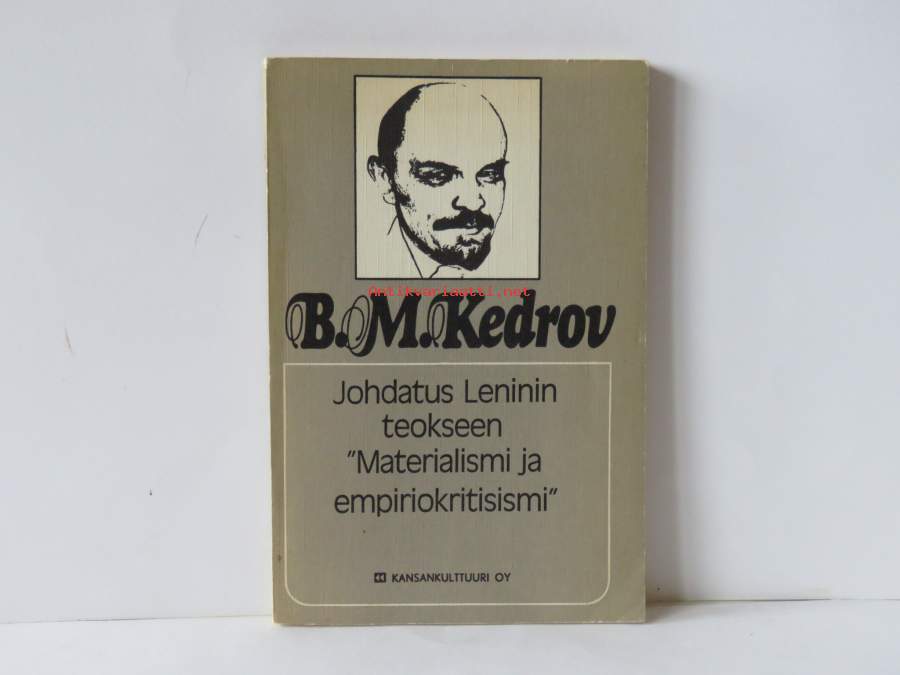 Antikvariaatti.net
B.M.Kedrov
Johdatus Leninin
teokseen
"Materialismi ja
empiriokritisismi"
KANSANKULTTUURI OY